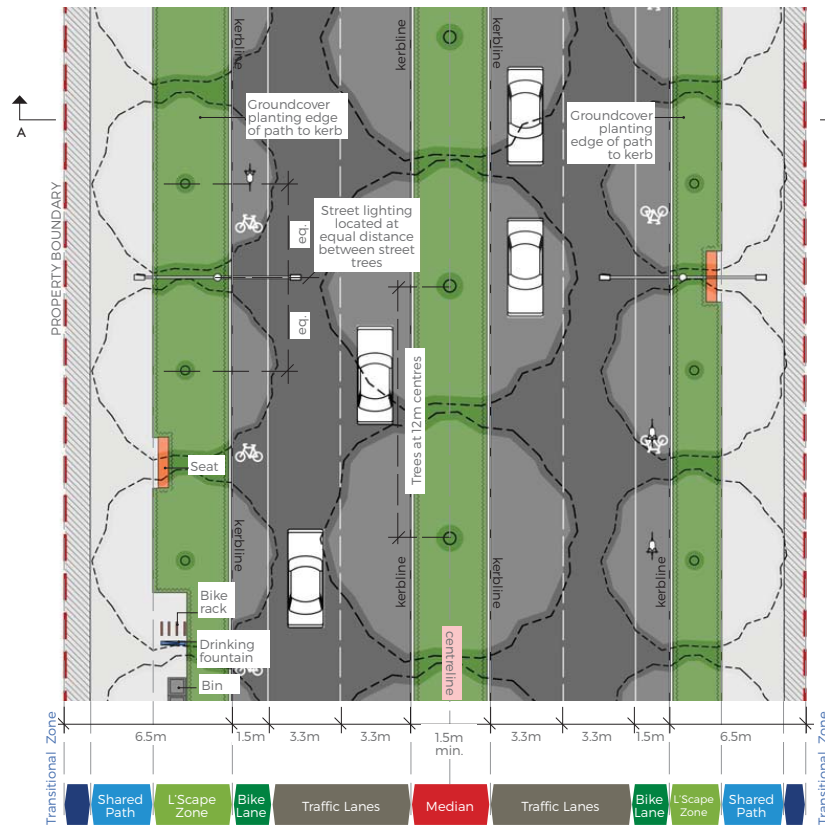 kerbline
kerbline
kerbline
kerbline
Groundcover
planting edge
of path to kerb
Groundcover
planting
edge of path
to kerb
A
PROPERTY BOUNDARY
Street lighting
located at
equal distance
between street
trees
eq.
eq.
Trees at 12m centres
Seat
kerbline
kerbline
kerbline
kerbline
Bike
rack
Drinking
fountain
Bin
centreline
6.5m
1.5m
3.3m
3.3m
1.5m
min.
3.3m
3.3m
1.5m
6.5m
Transitional Zone
Shared
Path
L'Scape
Zone
Bike
Lane
Traffic Lanes
Median
Traffic Lanes
Bike
Lane
L'Scape
Zone
Shared
Path
Transitional Zone